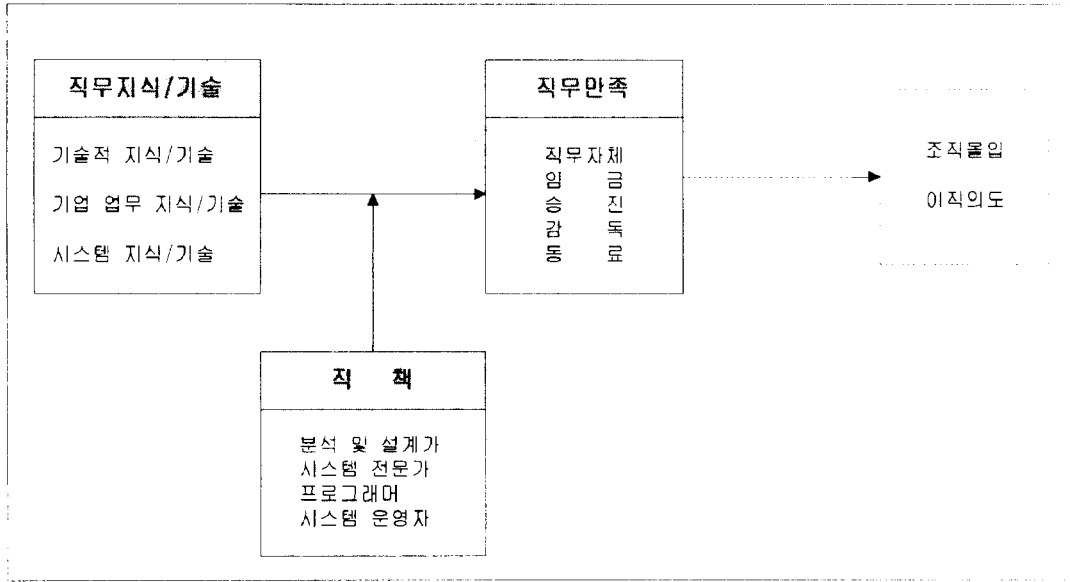 직무지식/기술
기술적 지식/기술
기업 업무 지식/기술
시스템 지식/기술
직무만족
직무자체
임 금
승 진
감 독
동 료
조직몰입
이직의도
직 책
분석 및 설계가
시스템 전문가
프로그래머
시스템 운영자